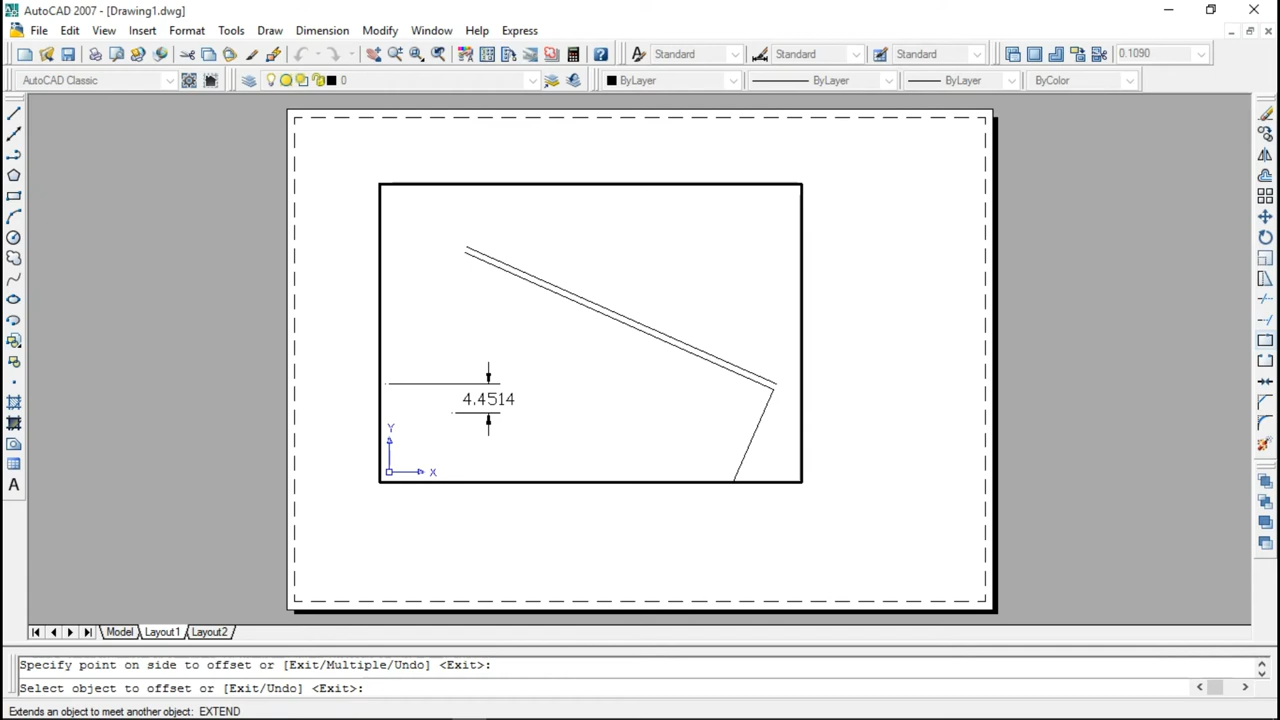 AutoCAD 2007 - [Drawing1.dwg]
File Edit View Insert Format Tools Draw Dimension Modify Window Help Express
Standard Standard Standard 0.1090
AutoCAD Classic 0 ByLayer ByLayer ByLayer ByColor
4.4514
Y
X
A
Model Layout1 Layout2
Specify point on side to offset or [Exit/Multiple/Undo] <Exit>:
Select object to offset or [Exit/Undo] <Exit>:
Extends an object to meet another object: EXTEND